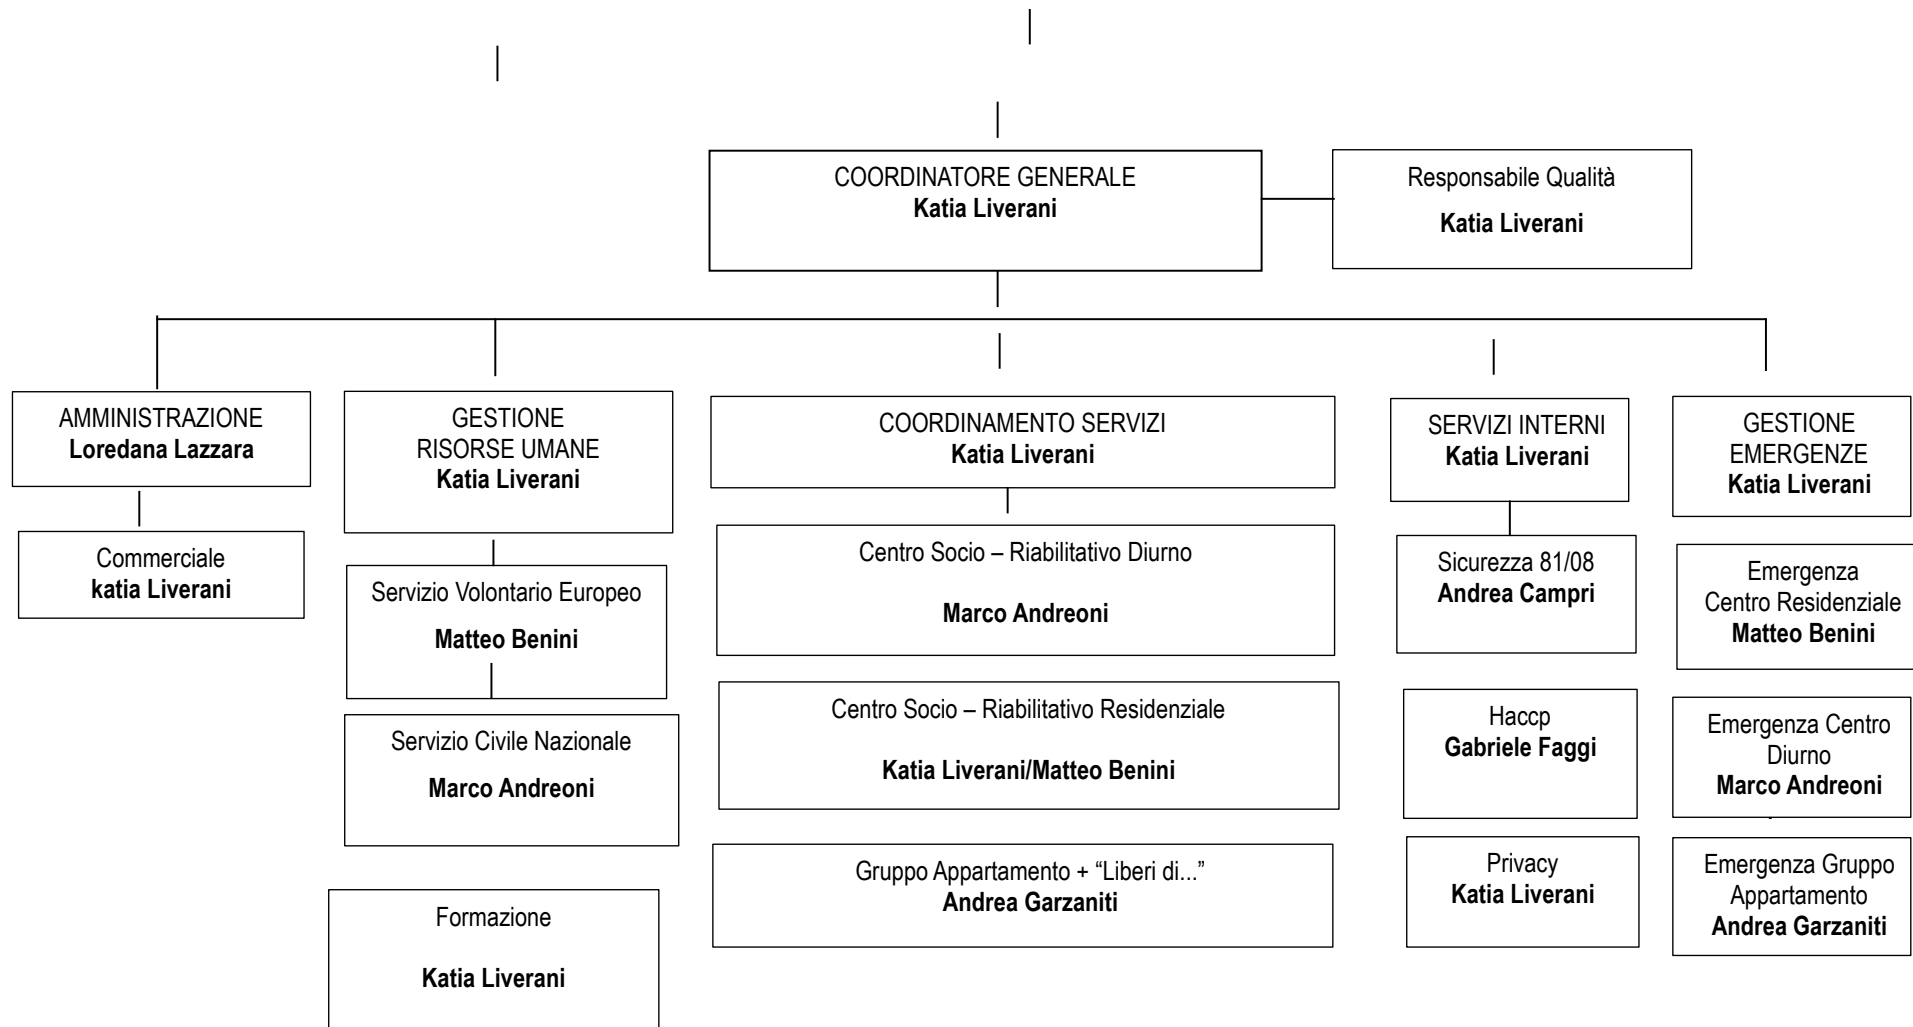 COORDINATORE GENERALE
Katia Liverani
Responsabile Qualità
Katia Liverani
AMMINISTRAZIONE
Loredana Lazzara
Commerciale
katia Liverani
GESTIONE
RISORSE UMANE
Katia Liverani
Servizio Volontario Europeo
Matteo Benini
Servizio Civile Nazionale
Marco Andreoni
Formazione
Katia Liverani
COORDINAMENTO SERVIZI
Katia Liverani
Centro Socio – Riabilitativo Diurno
Marco Andreoni
Centro Socio – Riabilitativo Residenziale
Katia Liverani/Matteo Benini
Gruppo Appartamento + “Liberi di...”
Andrea Garzaniti
SERVIZI INTERNI
Katia Liverani
Sicurezza 81/08
Andrea Campri
Haccp
Gabriele Faggi
Privacy
Katia Liverani
GESTIONE
EMERGENZE
Katia Liverani
Emergenza
Centro Residenziale
Matteo Benini
Emergenza Centro
Diurno
Marco Andreoni
Emergenza Gruppo
Appartamento
Andrea Garzaniti